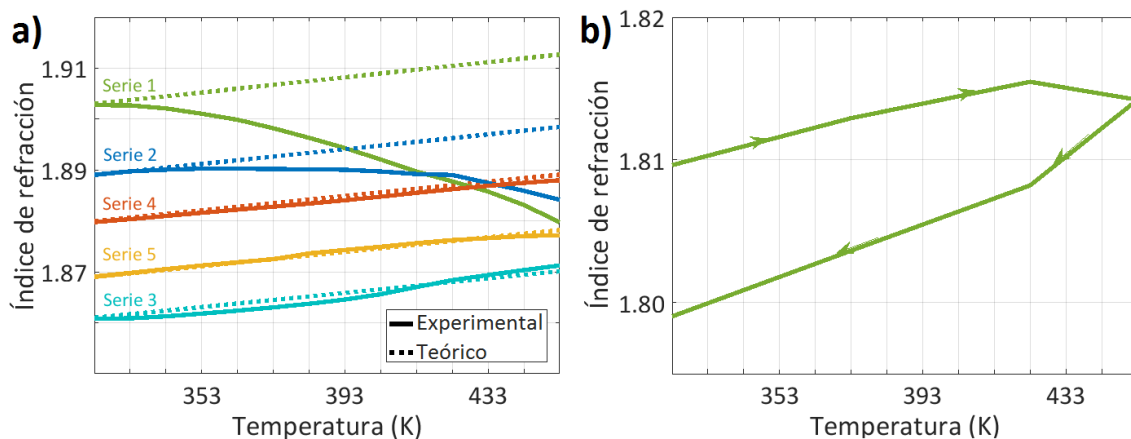 a)
Índice de refracción
1.91
1.89
1.87
Serie 1
Serie 2
Serie 4
Serie 5
Serie 3
Experimental
Teórico
353
393
433
Temperatura (K)
b)
Índice de refracción
1.82
1.81
1.80
353
393
433
Temperatura (K)